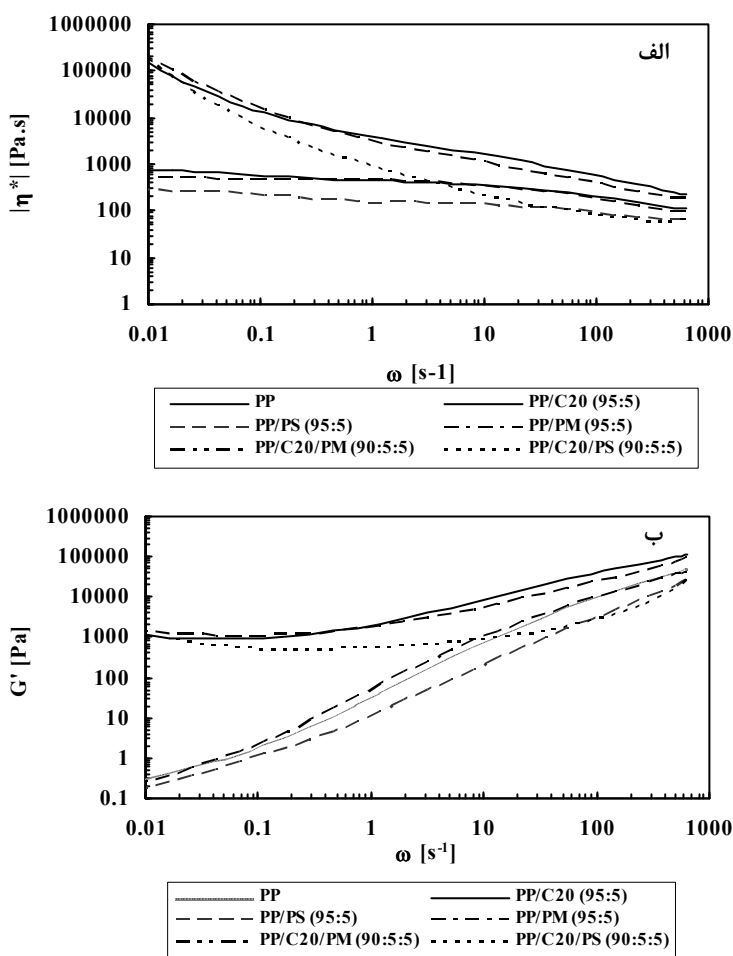 الف
|η*| [Pa.s]
1000000
100000
10000
1000
100
10
1
0.01 0.1 1 10 100 1000
ω [s-1]
PP PP/C20 (95:5)
PP/PS (95:5) PP/PM (95:5)
PP/C20/PM (90:5:5) PP/C20/PS (90:5:5)
ب
G' [Pa]
1000000
100000
10000
1000
100
10
1
0.1
0.01 0.1 1 10 100 1000
ω [s-1]
PP PP/C20 (95:5)
PP/PS (95:5) PP/PM (95:5)
PP/C20/PM (90:5:5) PP/C20/PS (90:5:5)